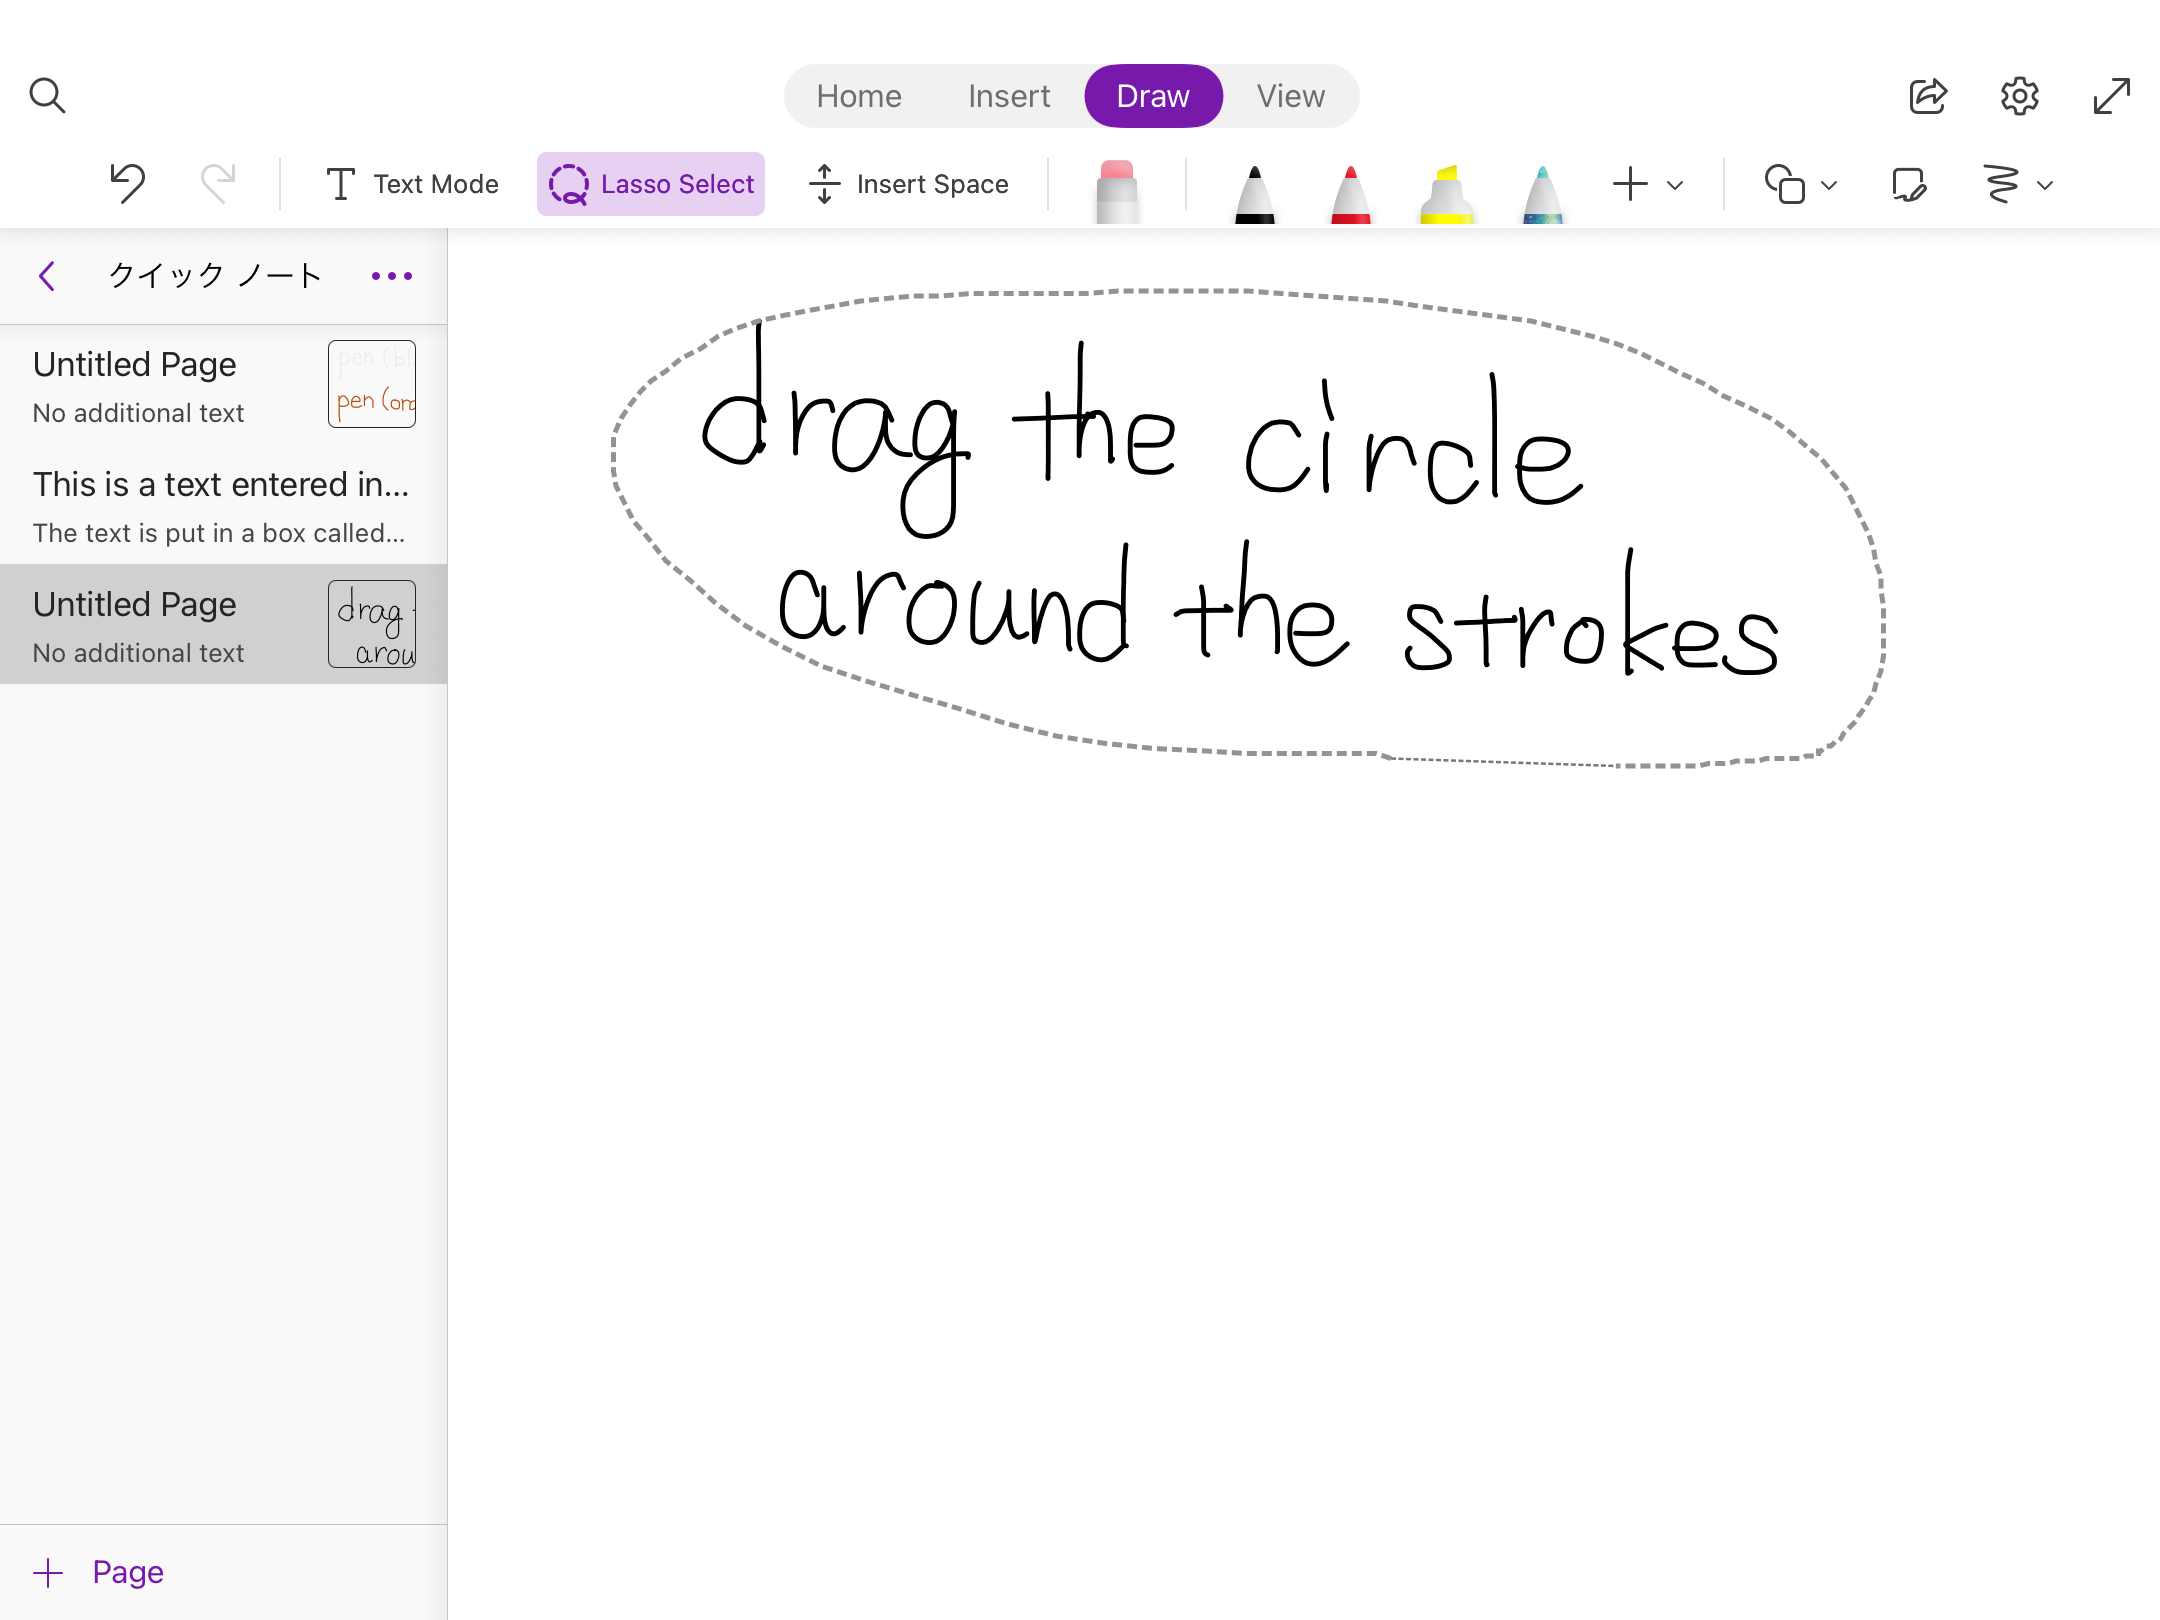 Home Insert Draw View
Text Mode Lasso Select Insert Space
クイック ノート
Untitled Page
No additional text
pen (bl
pen (ora
This is a text entered in...
The text is put in a box called...
Untitled Page
No additional text
drag
arou
drag the circle
around the strokes
Page